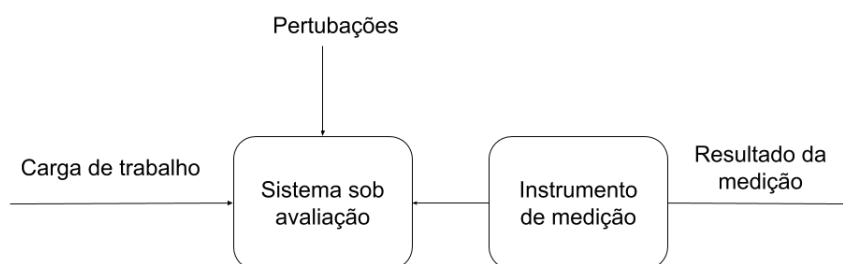 Pertubações
Carga de trabalho
Sistema sob
avaliação
Instrumento
de medição
Resultado da
medição